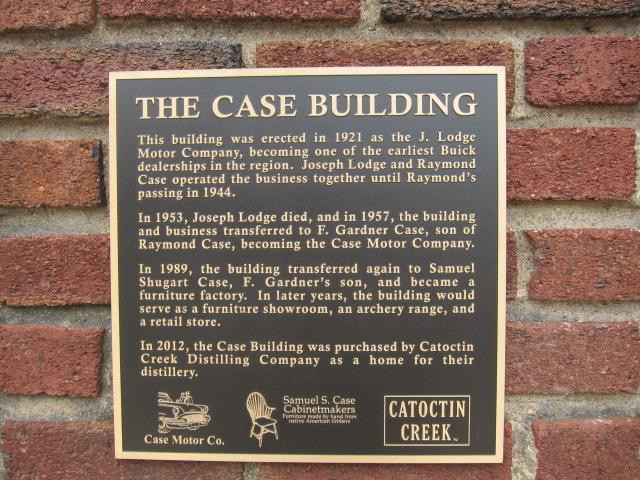 THE CASE BUILDING
This building was erected in 1921 as the J. Lodge
Motor Company, becoming one of the earliest Buick
dealerships in the region. Joseph Lodge and Raymond
Case operated the business together until Raymond's
passing in 1944.
In 1953, Joseph Lodge died, and in 1957, the building
and business transferred to F. Gardner Case, son of
Raymond Case, becoming the Case Motor Company.
In 1989, the building transferred again to Samuel
Shugart Case, F. Gardner's son, and became a
furniture factory. In later years, the building would
serve as a furniture showroom, an archery range, and
a retail store.
In 2012, the Case Building was purchased by Catoctin
Creek Distilling Company as a home for their
distillery.
Case Motor Co.
Samuel S. Case
Cabinetmakers
Furniture made by hand from
native American timbers
CATOCTIN
CREEK™